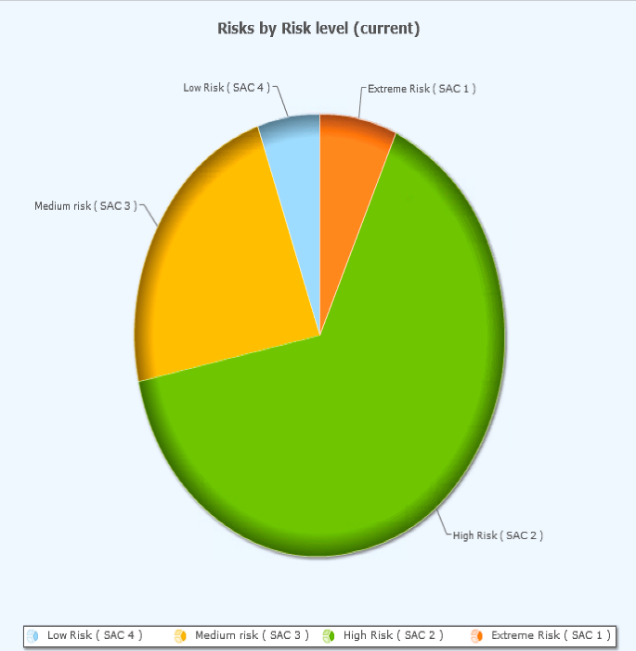 Risks by Risk level (current)
Low Risk ( SAC 4 )
Extreme Risk ( SAC 1 )
Medium risk ( SAC 3 )
High Risk ( SAC 2 )
Low Risk ( SAC 4 ) Medium risk ( SAC 3 ) High Risk ( SAC 2 ) Extreme Risk ( SAC 1 )